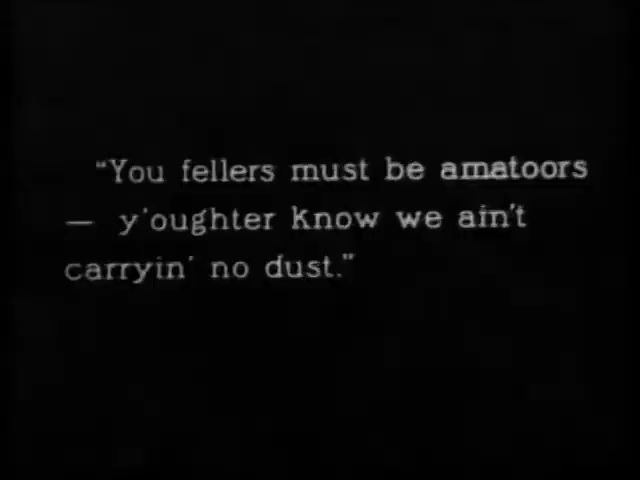 "You fellers must be amatoors
— y'oughter know we ain't
carryin' no dust."